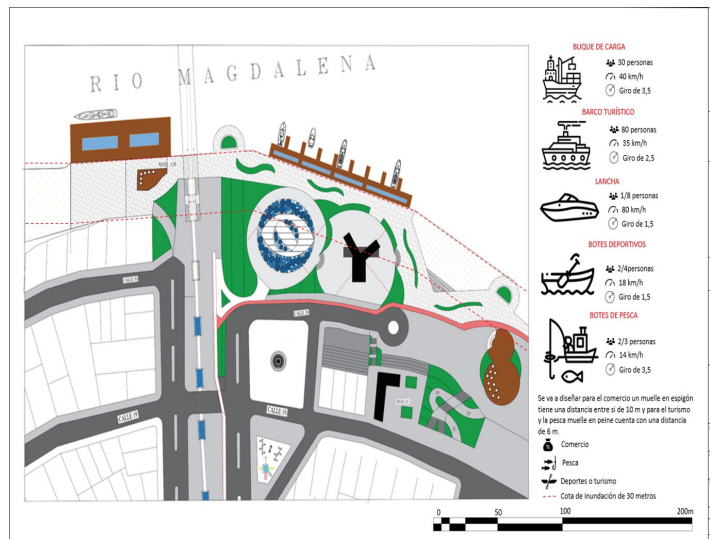 RIO MAGDALENA
CALLE 20
CALLE 19
CALLE 19
BUQUE DE CARGA
30 personas
40 km/h
Giro de 3,5
BARCO TURÍSTICO
80 personas
35 km/h
Giro de 2,5
LANCHA
1/8 personas
80 km/h
Giro de 1,5
BOTES DEPORTIVOS
2/4personas
18 km/h
Giro de 1,5
BOTES DE PESCA
2/3 personas
14 km/h
Giro de 3,5
Se va a diseñar para el comercio un muelle en espigón
tiene una distancia entre si de 10 m y para el turismo
y la pesca muelle en peine cuenta con una distancia
de 6 m.
Comercio
Pesca
Deportes o turismo
Cota de inundación de 30 metros
0 50 100 200m